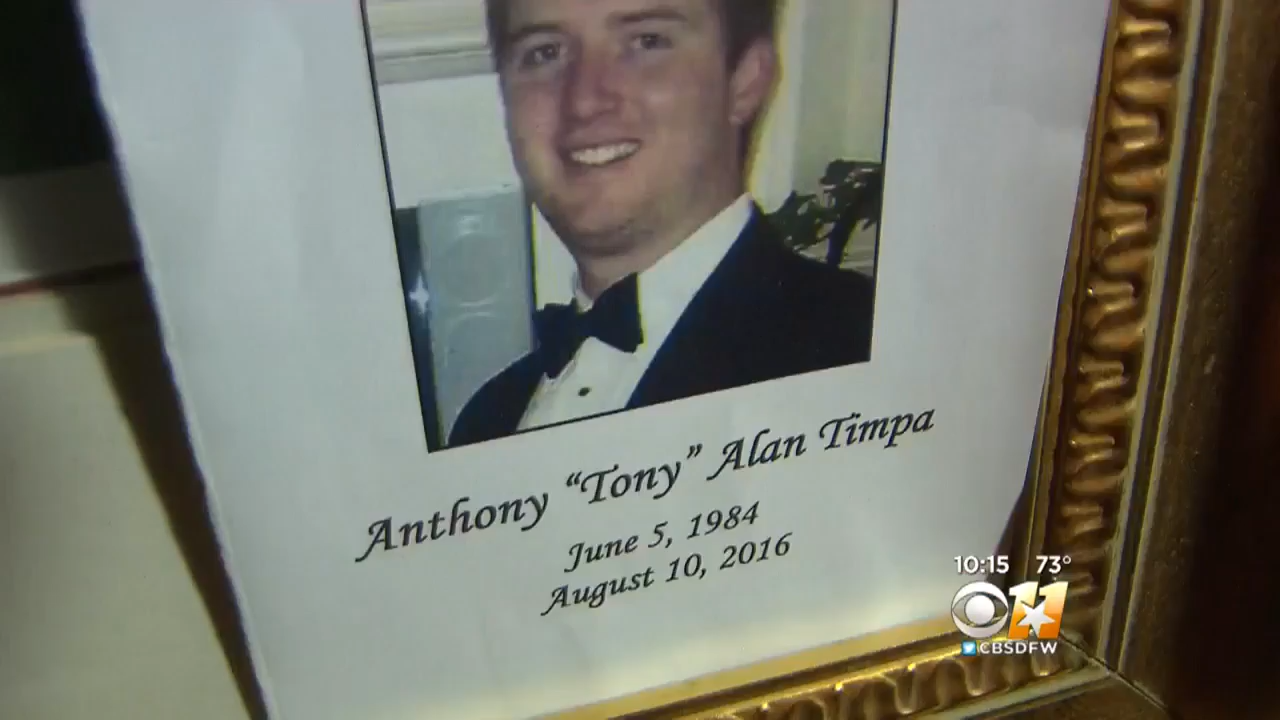 Anthony “Tony” Alan Timpa
June 5, 1984
August 10, 2016
10:15 73°
11
CBSDFW